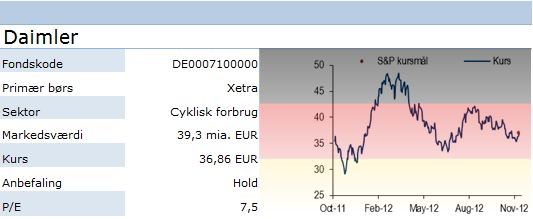 Daimler
Fondskode DE0007100000
Primær børs Xetra
Sektor Cyklisk forbrug
Markedsværdi 39,3 mia. EUR
Kurs 36,86 EUR
Anbefaling Hold
P/E 7,5
S&P kursmål Kurs
50
45
40
35
30
25
Oct-11 Feb-12 May-12 Aug-12 Nov-12